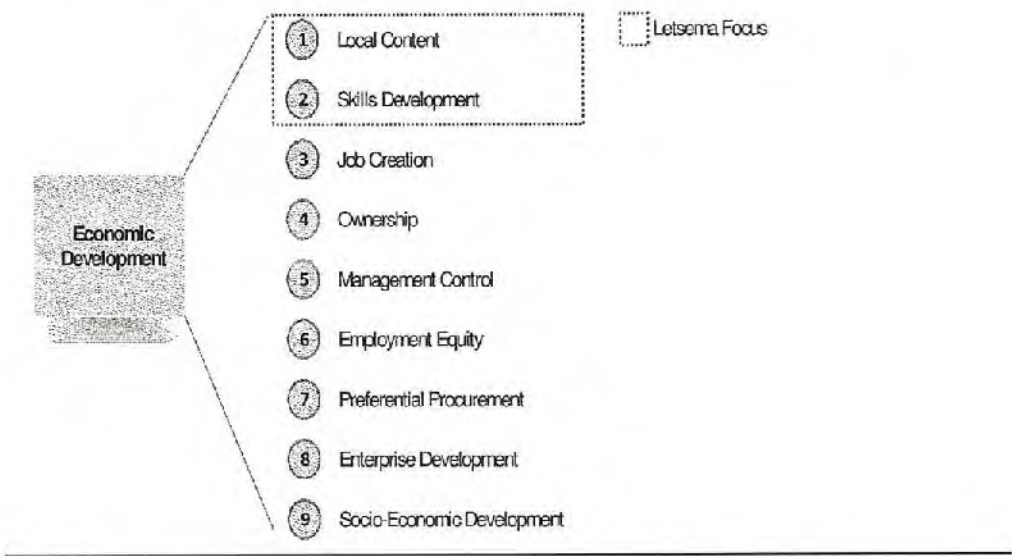 1 Local Content
Letsema Focus
2 Skills Development
3 Job Creation
4 Ownership
5 Management Control
6 Employment Equity
7 Preferential Procurement
8 Enterprise Development
9 Socio-Economic Development
Economic
Development